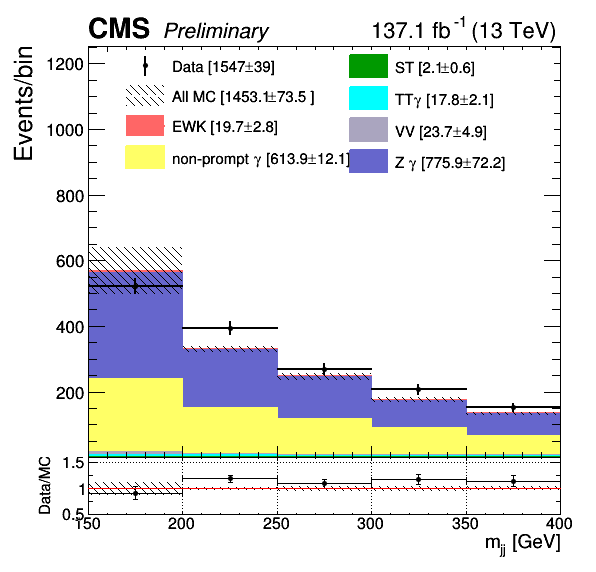 CMS Preliminary 137.1 fb⁻¹ (13 TeV)
Events/bin
1200
1000
800
600
400
200
Data [1547±39]
All MC [1453.1±73.5 ]
EWK [19.7±2.8]
non-prompt γ [613.9±12.1]
ST [2.1±0.6]
TTγ [17.8±2.1]
VV [23.7±4.9]
Z γ [775.9±72.2]
Data/MC
1.5
1
0.5
150 200 250 300 350 400
m_jj [GeV]